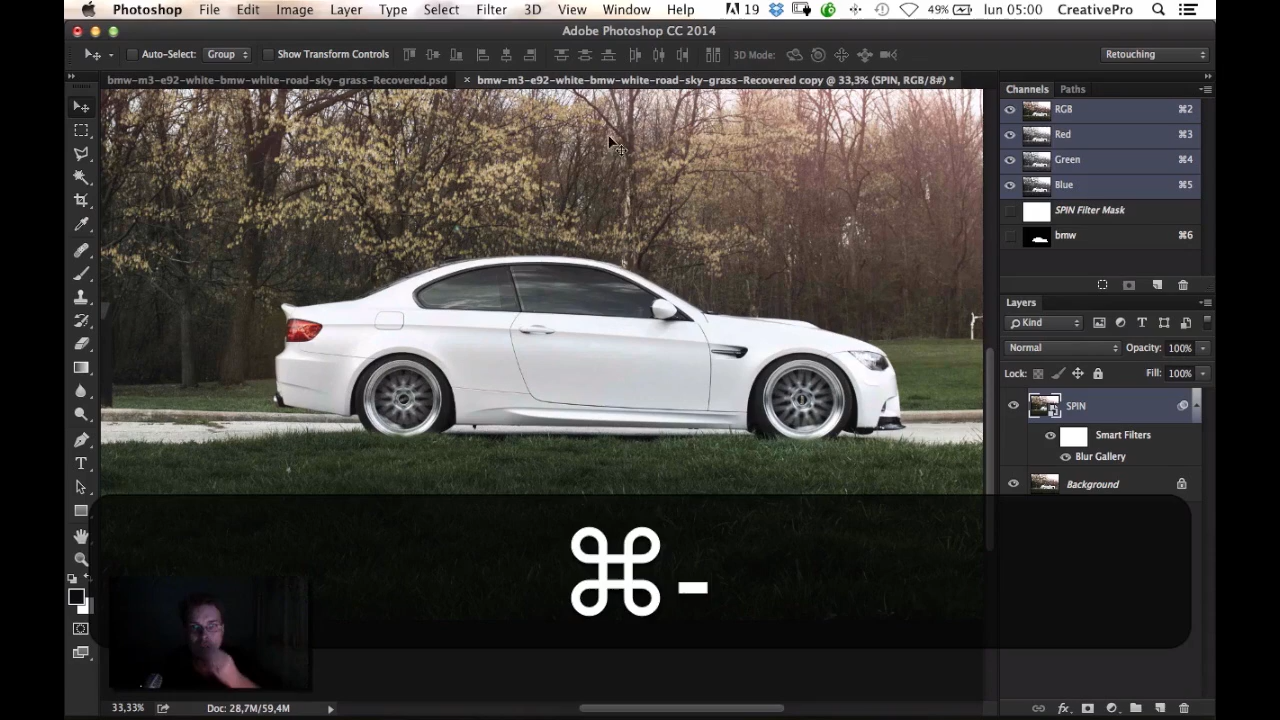 Photoshop File Edit Image Layer Type Select Filter 3D View Window Help 19 49% lun 05:00 CreativePro
Adobe Photoshop CC 2014
Auto-Select: Group Show Transform Controls 3D Mode: Retouching
bmw-m3-e92-white-bmw-white-road-sky-grass-Recovered.psd × bmw-m3-e92-white-bmw-white-road-sky-grass-Recovered copy @ 33,3% (SPIN, RGB/8#) *
Channels Paths
RGB ⌘2
Red ⌘3
Green ⌘4
Blue ⌘5
SPIN Filter Mask
bmw ⌘6
Layers
Kind
Normal Opacity: 100%
Lock: Fill: 100%
SPIN
Smart Filters
Blur Gallery
Background
⌘-
33,33% Doc: 28,7M/59,4M